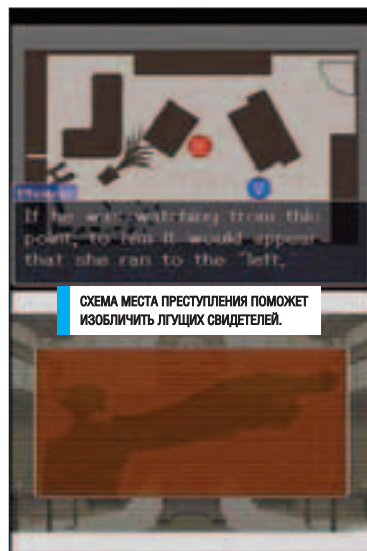 Phoenix
If he was watching from this
point, to him it would appear
that she ran to the "left.
СХЕМА МЕСТА ПРЕСТУПЛЕНИЯ ПОМОЖЕТ
ИЗОБЛИЧИТЬ ЛГУЩИХ СВИДЕТЕЛЕЙ.